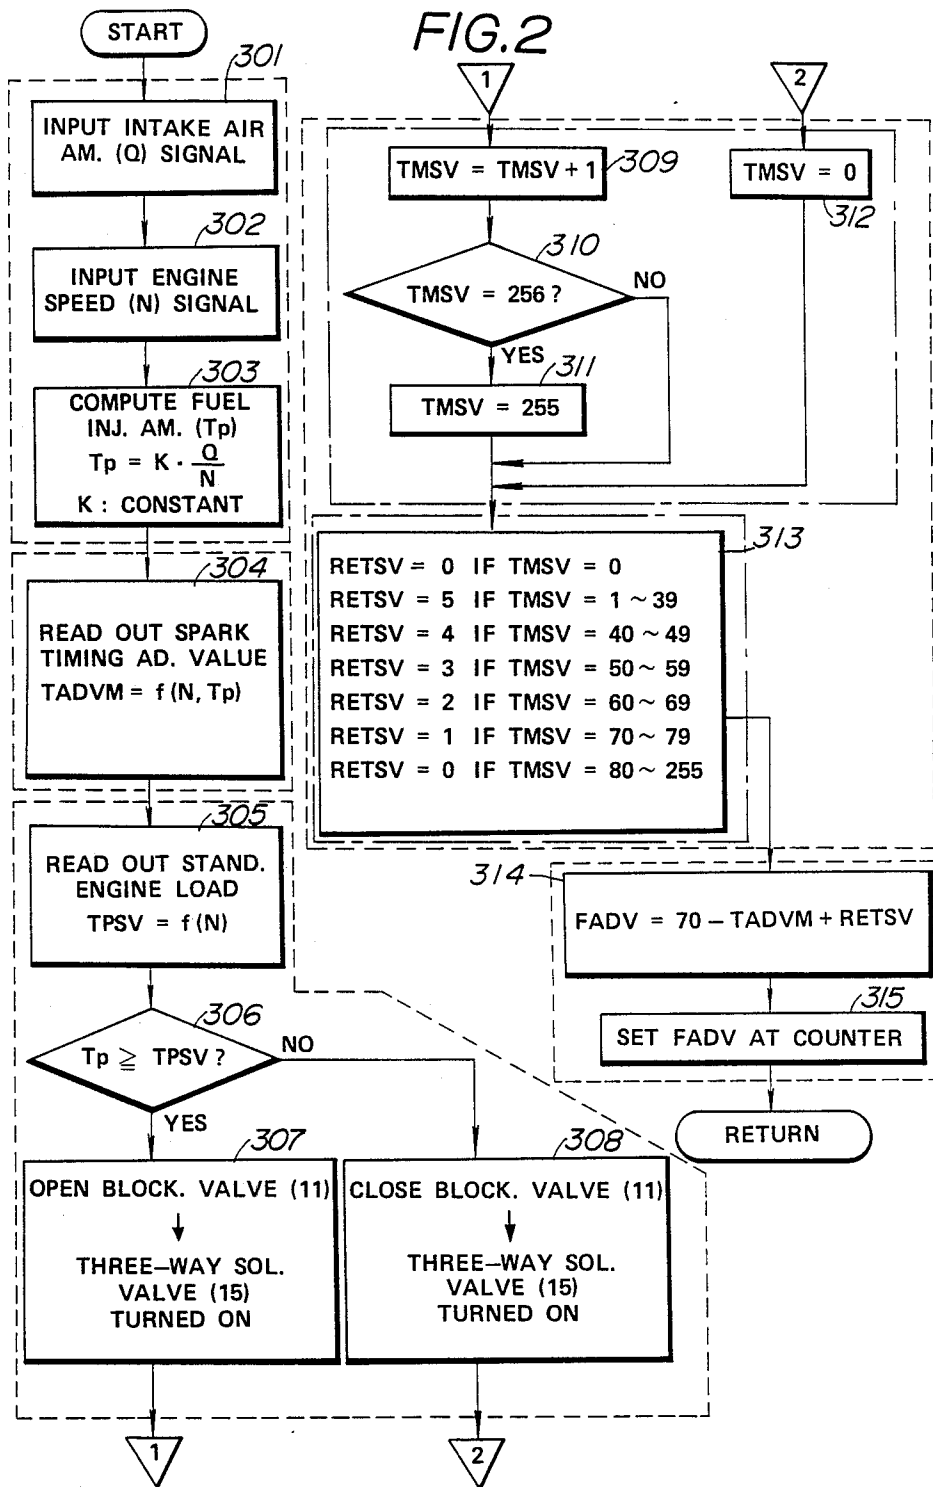 FIG.2
START
301
INPUT INTAKE AIR
AM. (Q) SIGNAL
302
INPUT ENGINE
SPEED (N) SIGNAL
303
COMPUTE FUEL
INJ. AM. (Tp)
Tp = K · Q
N
K : CONSTANT
304
READ OUT SPARK
TIMING AD. VALUE
TADVM = f (N, Tp)
305
READ OUT STAND.
ENGINE LOAD
TPSV = f (N)
306
Tp ≧ TPSV ?
NO
YES
307
OPEN BLOCK. VALVE (11)
THREE–WAY SOL.
VALVE (15)
TURNED ON
308
CLOSE BLOCK. VALVE (11)
THREE–WAY SOL.
VALVE (15)
TURNED ON
1
2
1
2
TMSV = TMSV + 1
309
TMSV = 0
312
310
TMSV = 256 ?
NO
YES
311
TMSV = 255
313
RETSV = 0 IF TMSV = 0
RETSV = 5 IF TMSV = 1 ~ 39
RETSV = 4 IF TMSV = 40 ~ 49
RETSV = 3 IF TMSV = 50 ~ 59
RETSV = 2 IF TMSV = 60 ~ 69
RETSV = 1 IF TMSV = 70 ~ 79
RETSV = 0 IF TMSV = 80 ~ 255
314
FADV = 70 – TADVM + RETSV
315
SET FADV AT COUNTER
RETURN